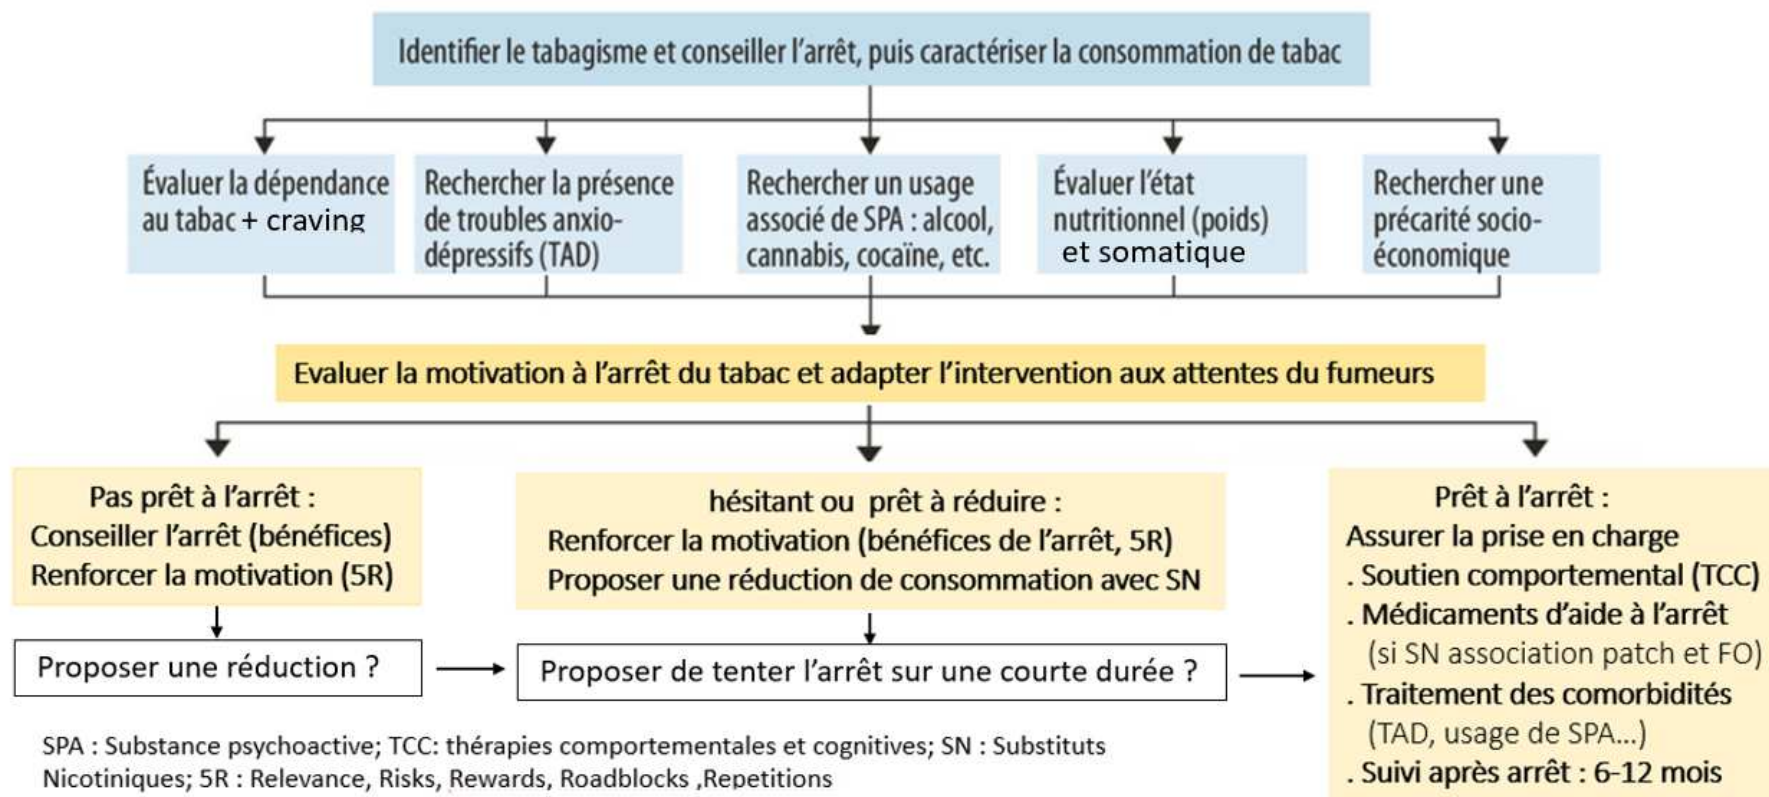 Identifier le tabagisme et conseiller l’arrêt, puis caractériser la consommation de tabac
Évaluer la dépendance
au tabac + craving
Rechercher la présence
de troubles anxio-
dépressifs (TAD)
Rechercher un usage
associé de SPA : alcool,
cannabis, cocaïne, etc.
Évaluer l’état
nutritionnel (poids)
et somatique
Rechercher une
précarité socio-
économique
Evaluer la motivation à l’arrêt du tabac et adapter l’intervention aux attentes du fumeurs
Pas prêt à l’arrêt :
Conseiller l’arrêt (bénéfices)
Renforcer la motivation (5R)
Proposer une réduction ?
hésitant ou prêt à réduire :
Renforcer la motivation (bénéfices de l’arrêt, 5R)
Proposer une réduction de consommation avec SN
Proposer de tenter l’arrêt sur une courte durée ?
Prêt à l’arrêt :
Assurer la prise en charge
. Soutien comportemental (TCC)
. Médicaments d’aide à l’arrêt
(si SN association patch et FO)
. Traitement des comorbidités
(TAD, usage de SPA...)
. Suivi après arrêt : 6-12 mois
SPA : Substance psychoactive; TCC: thérapies comportementales et cognitives; SN : Substituts
Nicotiniques; 5R : Relevance, Risks, Rewards, Roadblocks ,Repetitions